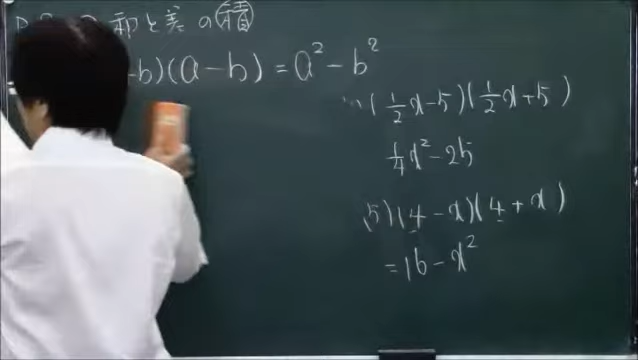 和と差の積
b)(a-b)=a²-b²
(½x-5)(½x+5)
¼x²-25
5)(4-x)(4+x)
=16-x²